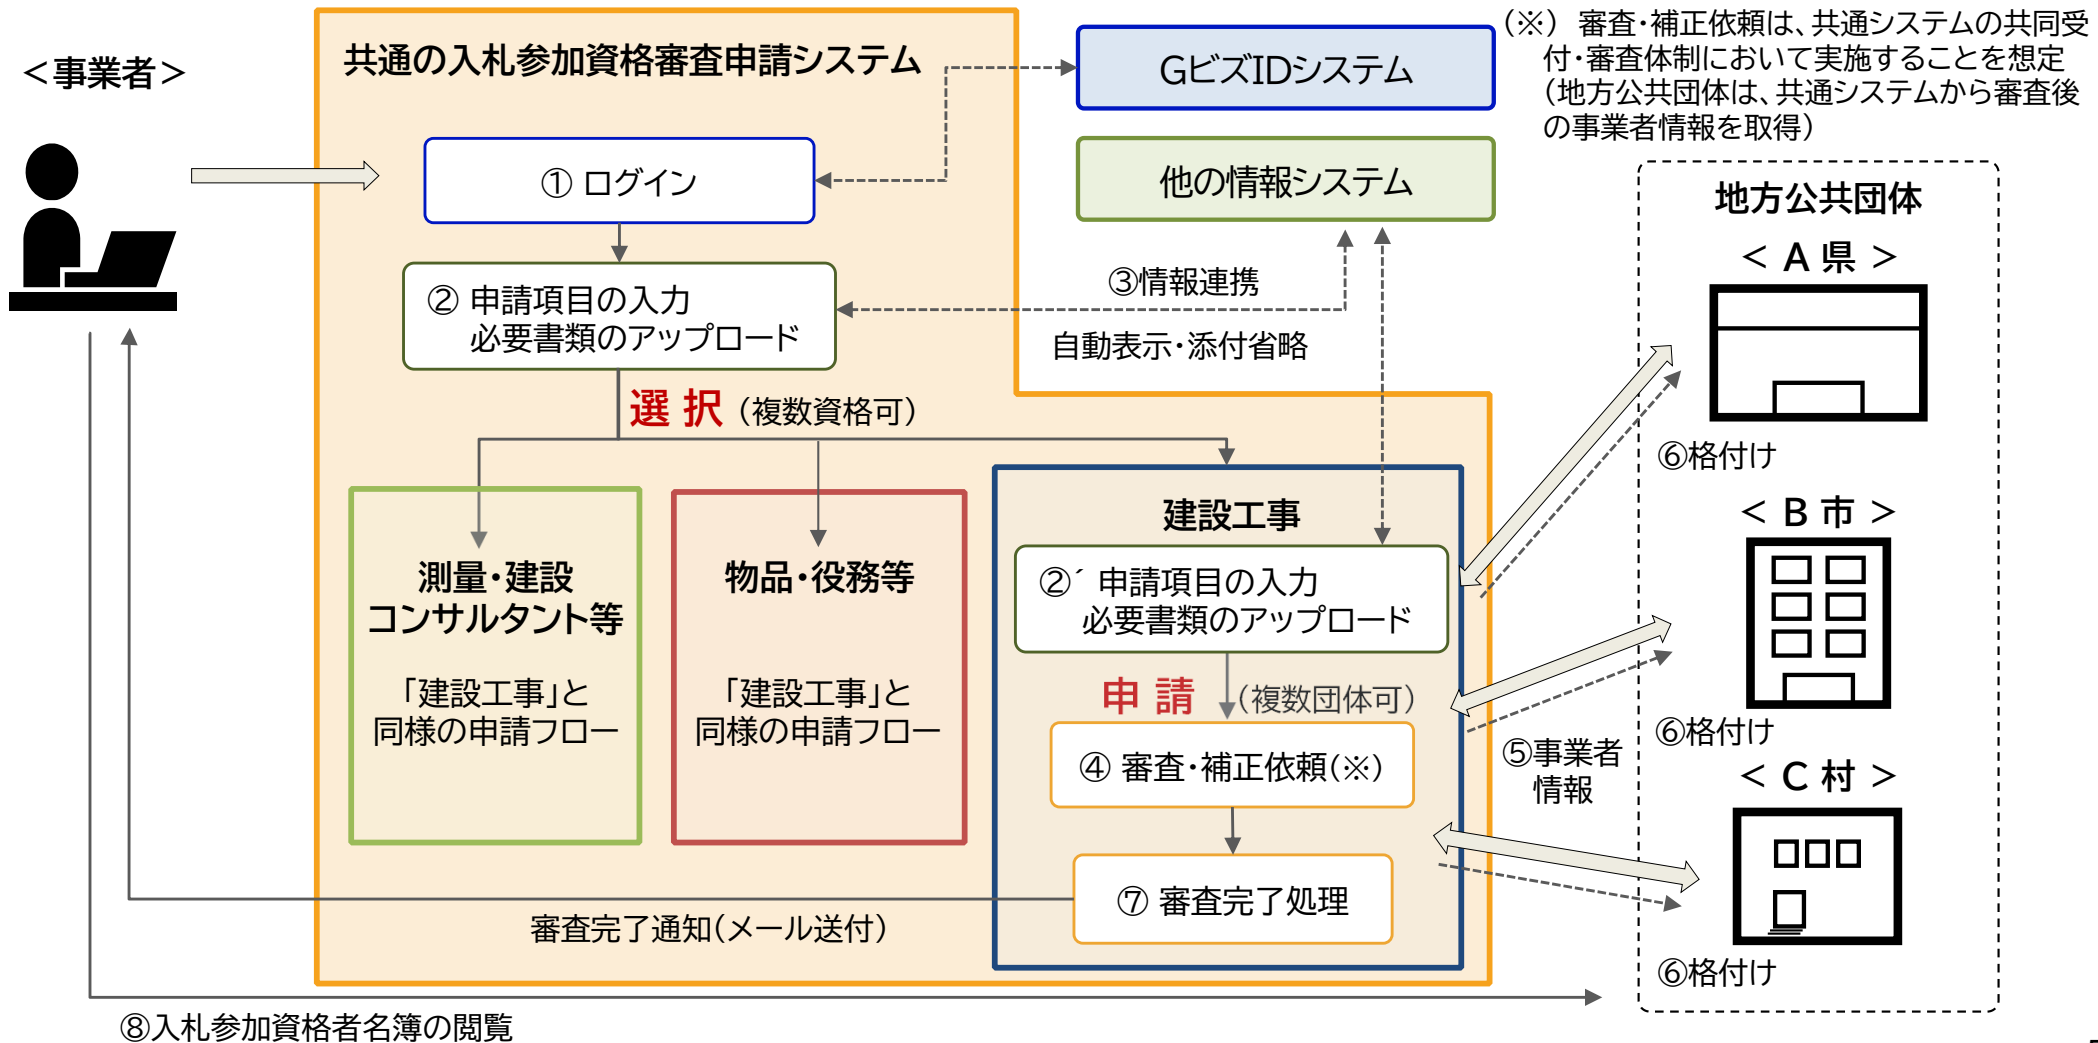 ＜事業者＞
共通の入札参加資格審査申請システム
GビズIDシステム
（※） 審査・補正依頼は、共通システムの共同受
付・審査体制において実施することを想定
（地方公共団体は、共通システムから審査後
の事業者情報を取得）
① ログイン
他の情報システム
② 申請項目の入力
必要書類のアップロード
③情報連携
自動表示・添付省略
選 択 （複数資格可）
測量・建設
コンサルタント等
「建設工事」と
同様の申請フロー
物品・役務等
「建設工事」と
同様の申請フロー
建設工事
②´ 申請項目の入力
必要書類のアップロード
申 請 （複数団体可）
④ 審査・補正依頼（※）
⑦ 審査完了処理
審査完了通知（メール送付）
⑤事業者
情報
地方公共団体
＜ A 県 ＞
⑥格付け
＜ B 市 ＞
⑥格付け
＜ C 村 ＞
⑥格付け
⑧入札参加資格者名簿の閲覧